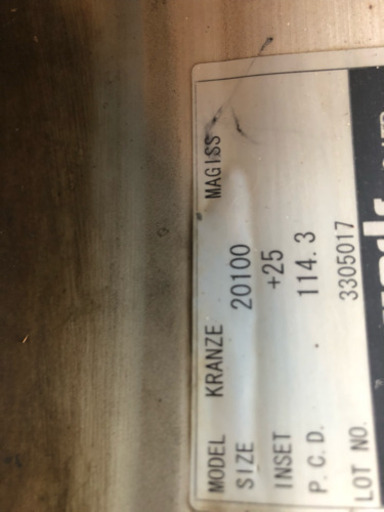 MODEL KRANZE MAGISS
SIZE 20100
INSET +25
P.C.D. 114.3
LOT NO. 3305017